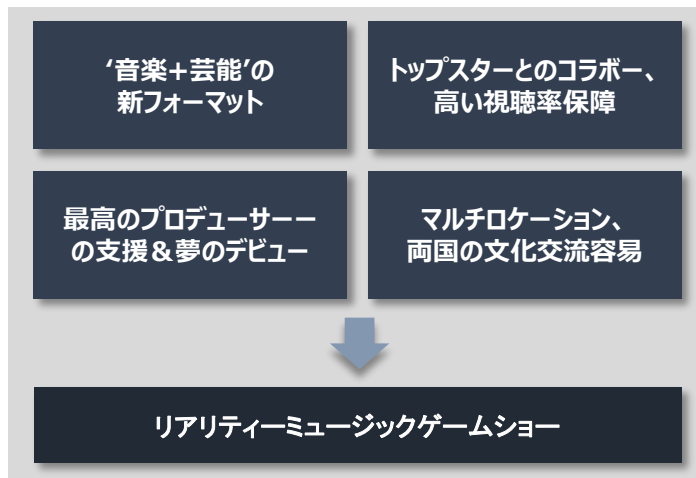 ‘音楽+芸能’の
新フォーマット
トップスターとのコラボー、
高い視聴率保障
最高のプロデューサーー
の支援&夢のデビュー
マルチロケーション、
両国の文化交流容易
リアリティーミュージックゲームショー